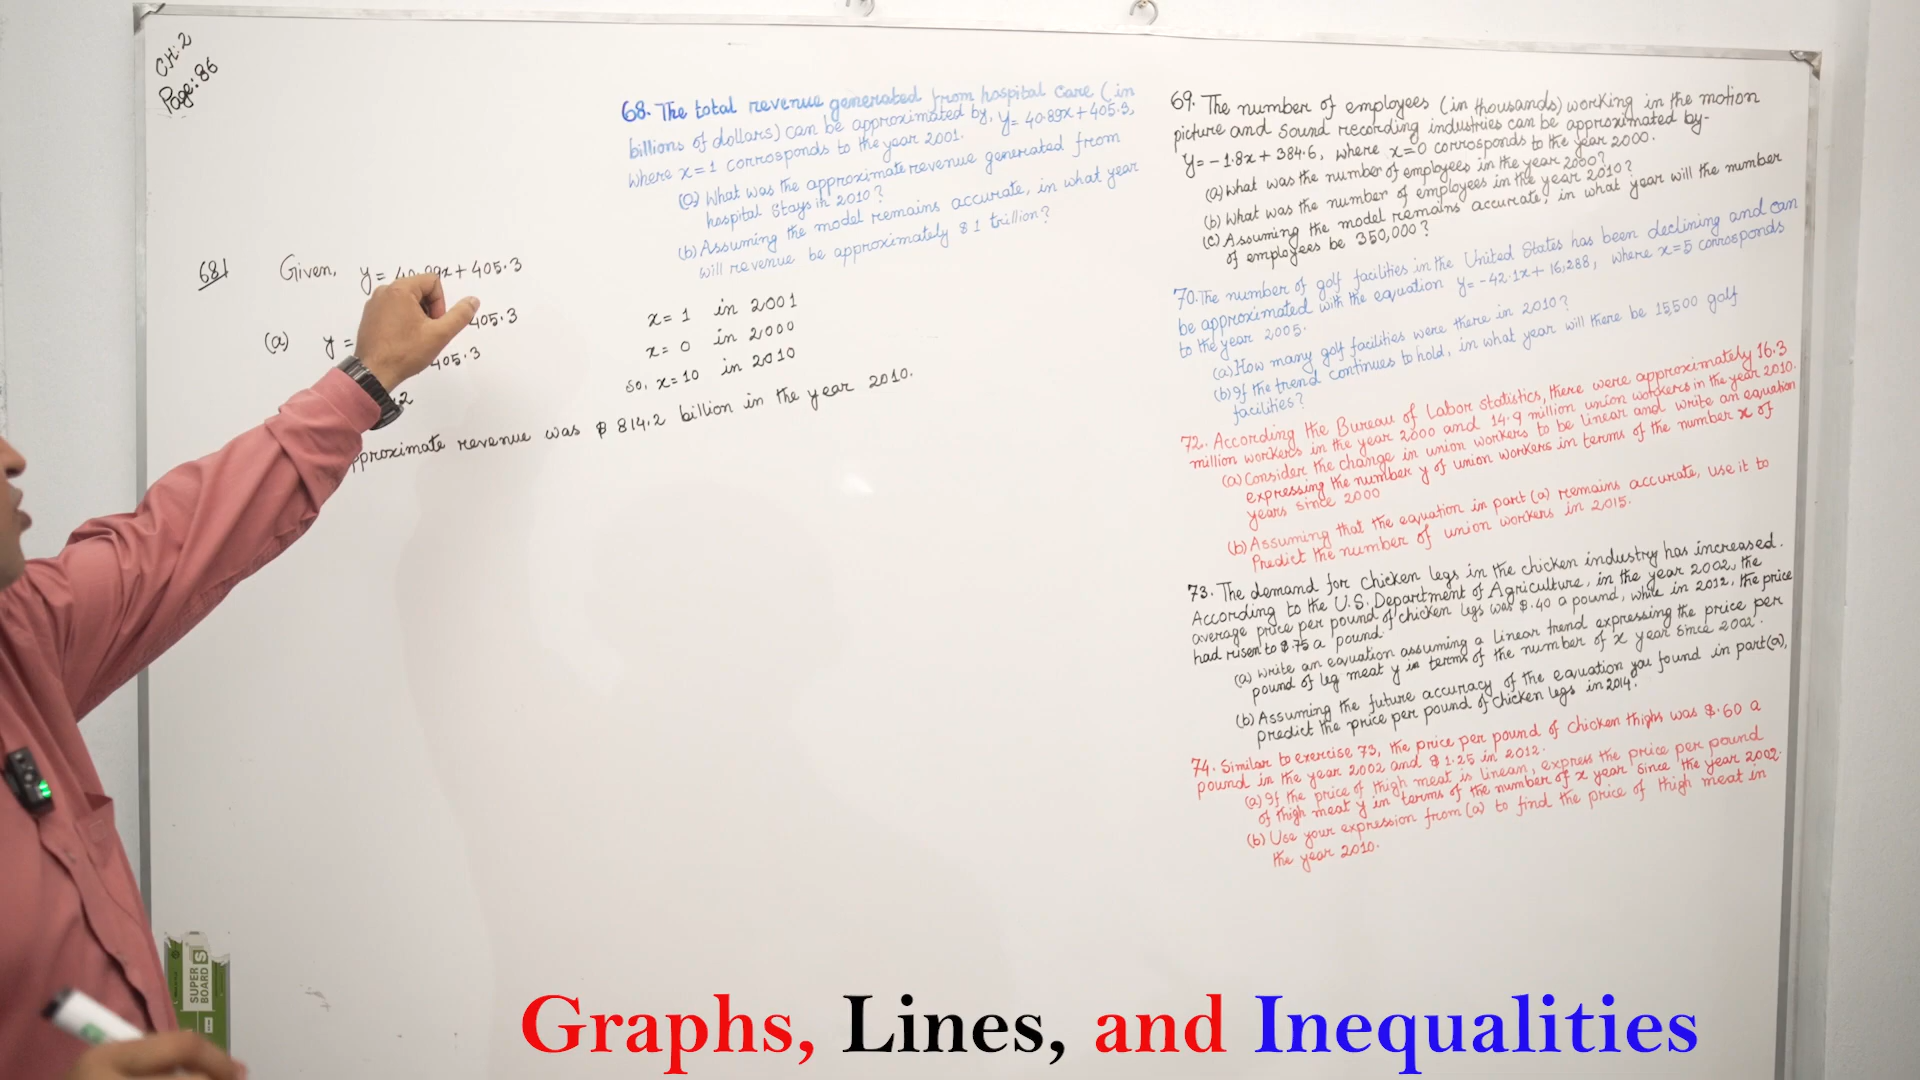 CH: 2
Page: 86
68. The total revenue generated from hospital care (in
billions of dollars) can be approximated by, y= 40.89x + 405.3,
where x=1 corrosponds to the year 2001.
(a) What was the approximate revenue generated from
hospital stays in 2010?
(b) Assuming the model remains accurate, in what year
will revenue be approximately $1 trillion?
68)
Given, y= x + 405.3
(a) y = 405.3
405.3
.2
pproximate revenue was $ 814.2 billion in the year 2010.
x= 1 in 2001
x= 0 in 2000
so, x=10 in 2010
69. The number of employees (in thousands) working in the motion
picture and sound recording industries can be approximated by-
y= -1.8x + 384.6, where x=0 corrosponds to the year 2000.
(a) what was the number of employees in the year 2000?
(b) What was the number of employees in the year 2010?
(c) Assuming the model remains accurate, in what year will the number
of employees be 350,000?
70. The number of golf facilities in the United States has been declining and can
be approximated with the equation y= -42.1x + 16,288, where x=5 corrosponds
to the year 2005.
(a) How many golf facilities were there in 2010?
(b) If the trend continues to hold, in what year will there be 15,500 golf
facilities?
72. According the Bureau of Labor statistics, there were approximately 16.3
million workers in the year 2000 and 14.9 million union workers in the year 2010.
(a) Consider the change in union workers to be linear and write an equation
expressing the number y of union workers in terms of the number x of
years since 2000
(b) Assuming that the equation in part (a) remains accurate, use it to
Predict the number of union workers in 2015.
73. The demand for chicken legs in the chicken industry has increased.
According to the U.S. Department of Agriculture, in the year 2002, the
average price per pound of chicken legs was $.40 a pound, while in 2012, the price
had risen to $.75 a pound.
(a) write an equation assuming a linear trend expressing the price per
pound of leg meat y in terms of the number of x year since 2002.
(b) Assuming the future accuracy of the equation you found in part(a),
predict the price per pound of chicken legs in 2014.
74. Similar to exercise 73, the price per pound of chicken thighs was $.60 a
pound in the year 2002 and $1.25 in 2012.
(a) If the price of thigh meat is linear, express the price per pound
of thigh meat y in terms of the number of x year since the year 2002.
(b) Use your expression from (a) to find the price of thigh meat in
the year 2010.
SUPER
BOARD
Graphs, Lines, and Inequalities